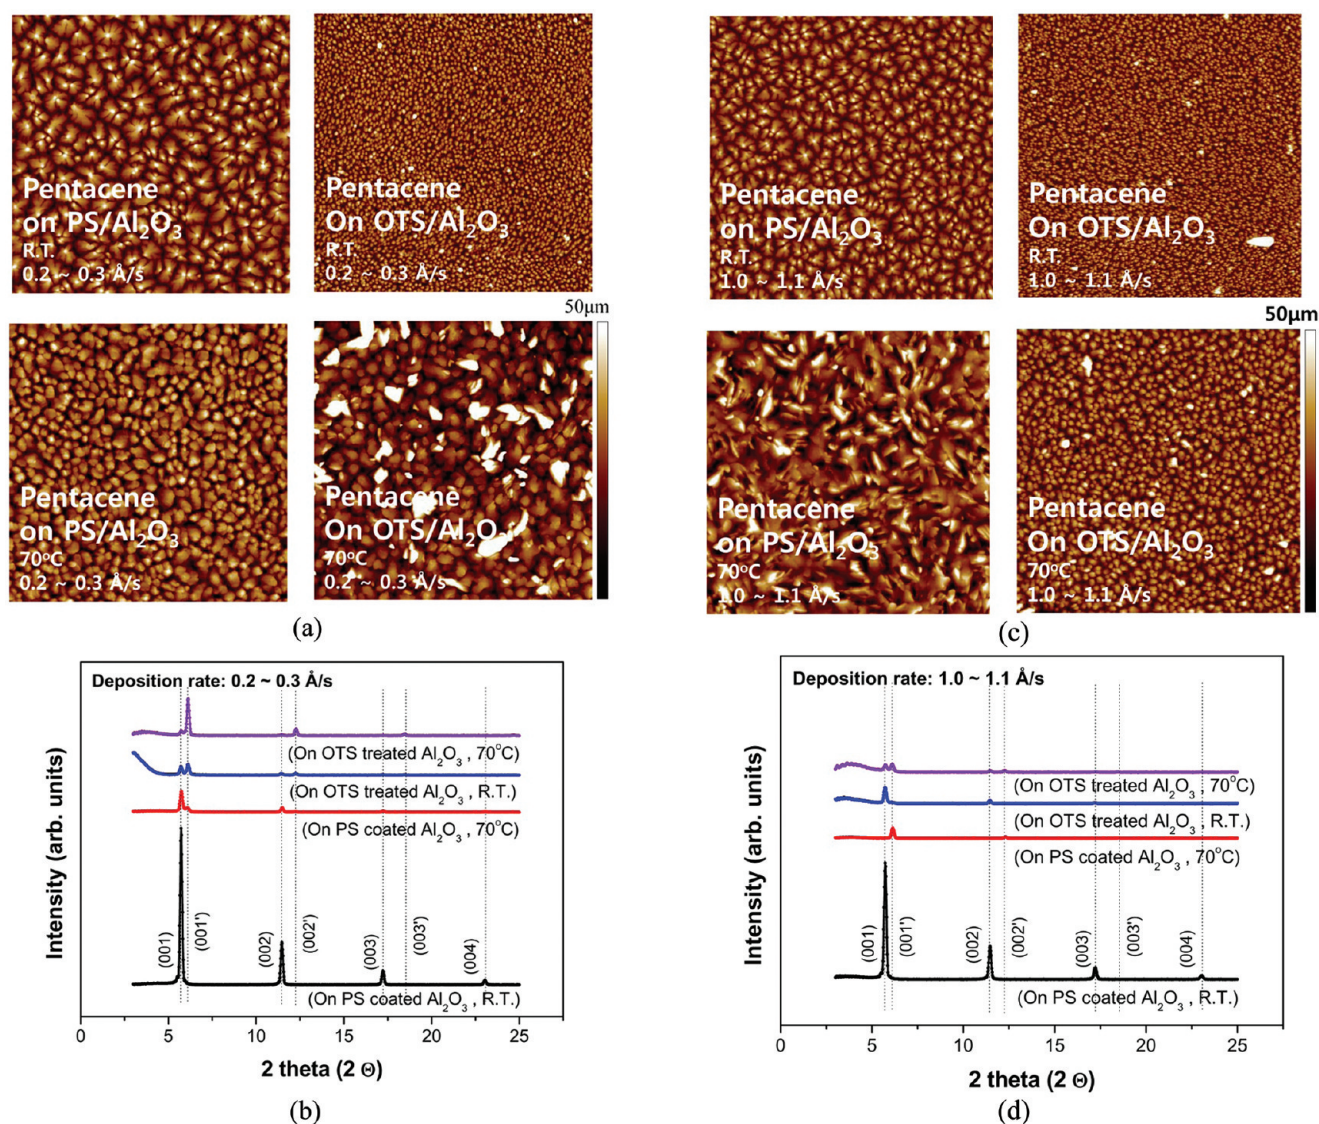 Pentacene
on PS/Al₂O₃
R.T.
0.2 ~ 0.3 Å/s
Pentacene
On OTS/Al₂O₃
R.T.
0.2 ~ 0.3 Å/s
50μm
Pentacene
on PS/Al₂O₃
70°C
0.2 ~ 0.3 Å/s
Pentacene
On OTS/Al₂O₃
70°C
0.2 ~ 0.3 Å/s
(a)
Pentacene
on PS/Al₂O₃
R.T.
1.0 ~ 1.1 Å/s
Pentacene
On OTS/Al₂O₃
R.T.
1.0 ~ 1.1 Å/s
50μm
Pentacene
on PS/Al₂O₃
70°C
1.0 ~ 1.1 Å/s
Pentacene
On OTS/Al₂O₃
70°C
1.0 ~ 1.1 Å/s
(c)
Deposition rate: 0.2 ~ 0.3 Å/s
(On OTS treated Al₂O₃ , 70°C)
(On OTS treated Al₂O₃ , R.T.)
(On PS coated Al₂O₃ , 70°C)
(001)
(001')
(002)
(002')
(003)
(003')
(004)
(On PS coated Al₂O₃ , R.T.)
Intensity (arb. units)
0 5 10 15 20 25
2 theta (2 Θ)
(b)
Deposition rate: 1.0 ~ 1.1 Å/s
(On OTS treated Al₂O₃ , 70°C)
(On OTS treated Al₂O₃ , R.T.)
(On PS coated Al₂O₃ , 70°C)
(001)
(001')
(002)
(002')
(003)
(003')
(004)
(On PS coated Al₂O₃ , R.T.)
Intensity (arb. units)
0 5 10 15 20 25
2 theta (2 Θ)
(d)